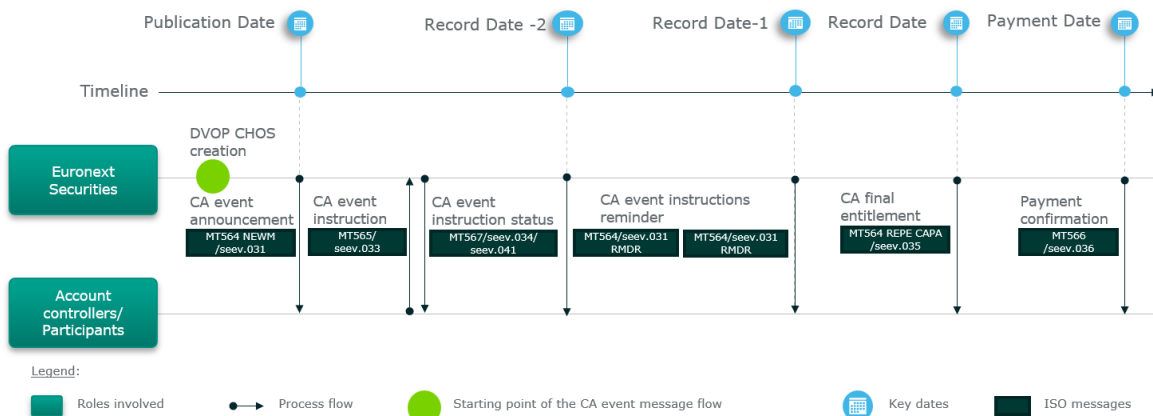 Publication Date
Record Date -2
Record Date-1
Record Date
Payment Date
Timeline
DVOP CHOS
creation
Euronext
Securities
CA event
announcement
MT564 NEWM
/seev.031
CA event
instruction
MT565/
seev.033
CA event
instruction status
MT567/seev.034/
seev.041
CA event instructions
reminder
MT564/seev.031
RMDR
MT564/seev.031
RMDR
CA final
entitlement
MT564 REPE CAPA
/seev.035
Payment
confirmation
MT566
/seev.036
Account
controllers/
Participants
Legend:
Roles involved
Process flow
Starting point of the CA event message flow
Key dates
ISO messages